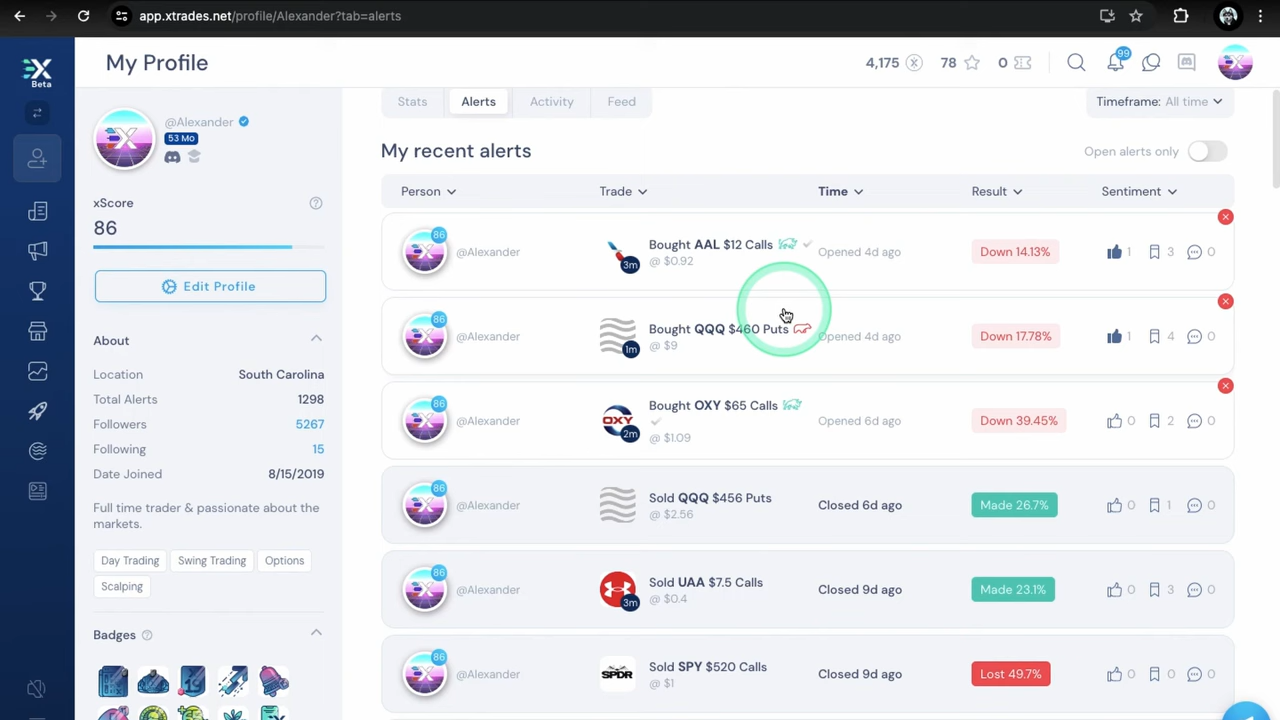 app.xtrades.net/profile/Alexander?tab=alerts
X
Beta
My Profile
4,175
78
0
99
@Alexander
53 Mo
xScore
86
Edit Profile
About
Location South Carolina
Total Alerts 1298
Followers 5267
Following 15
Date Joined 8/15/2019
Full time trader & passionate about the
markets.
Day Trading Swing Trading Options
Scalping
Badges
Stats Alerts Activity Feed
Timeframe: All time
My recent alerts
Open alerts only
Person Trade Time Result Sentiment
86 @Alexander 3m Bought AAL $12 Calls Opened 4d ago Down 14.13% 1 3 0
@ $0.92
86 @Alexander 1m Bought QQQ $460 Puts Opened 4d ago Down 17.78% 1 4 0
@ $9
86 @Alexander OXY 2m Bought OXY $65 Calls Opened 6d ago Down 39.45% 0 2 0
@ $1.09
86 @Alexander Sold QQQ $456 Puts Closed 6d ago Made 26.7% 0 1 0
@ $2.56
86 @Alexander 3m Sold UAA $7.5 Calls Closed 9d ago Made 23.1% 0 3 0
@ $0.4
86 @Alexander SPDR Sold SPY $520 Calls Closed 9d ago Lost 49.7% 0 0 0
@ $1